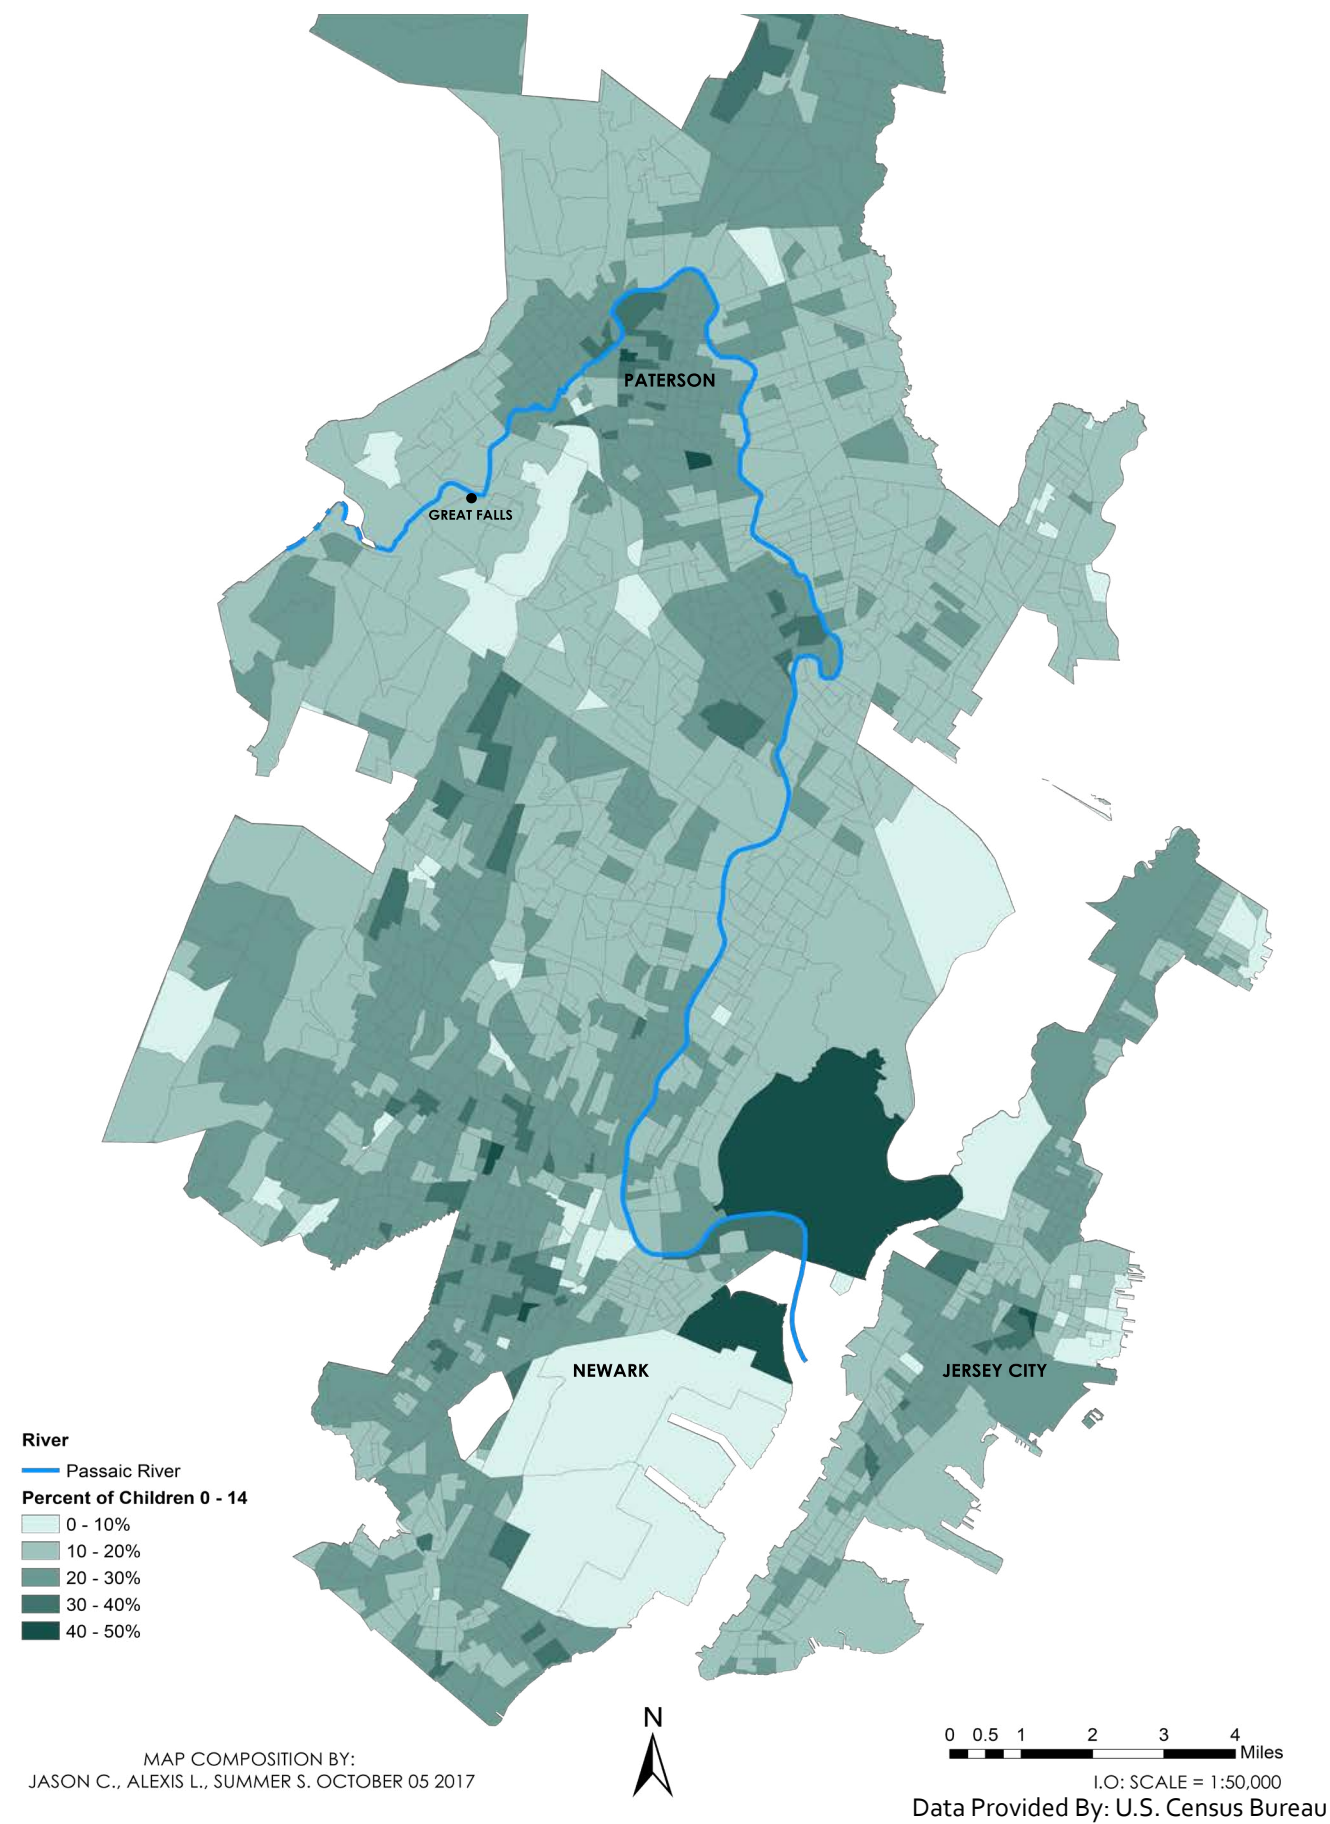 PATERSON
GREAT FALLS
NEWARK
JERSEY CITY
River
Passaic River
Percent of Children 0 - 14
0 - 10%
10 - 20%
20 - 30%
30 - 40%
40 - 50%
N
0 0.5 1 2 3 4
Miles
MAP COMPOSITION BY:
JASON C., ALEXIS L., SUMMER S. OCTOBER 05 2017
I.O: SCALE = 1:50,000
Data Provided By: U.S. Census Bureau